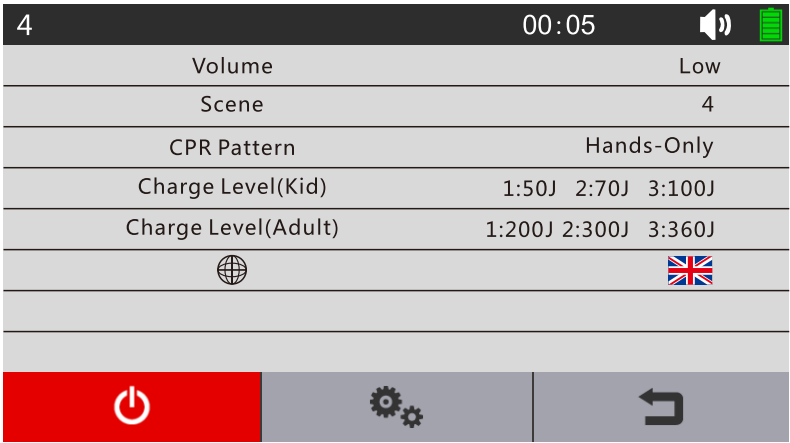 4 00:05
Volume Low
Scene 4
CPR Pattern Hands-Only
Charge Level(Kid) 1:50J 2:70J 3:100J
Charge Level(Adult) 1:200J 2:300J 3:360J